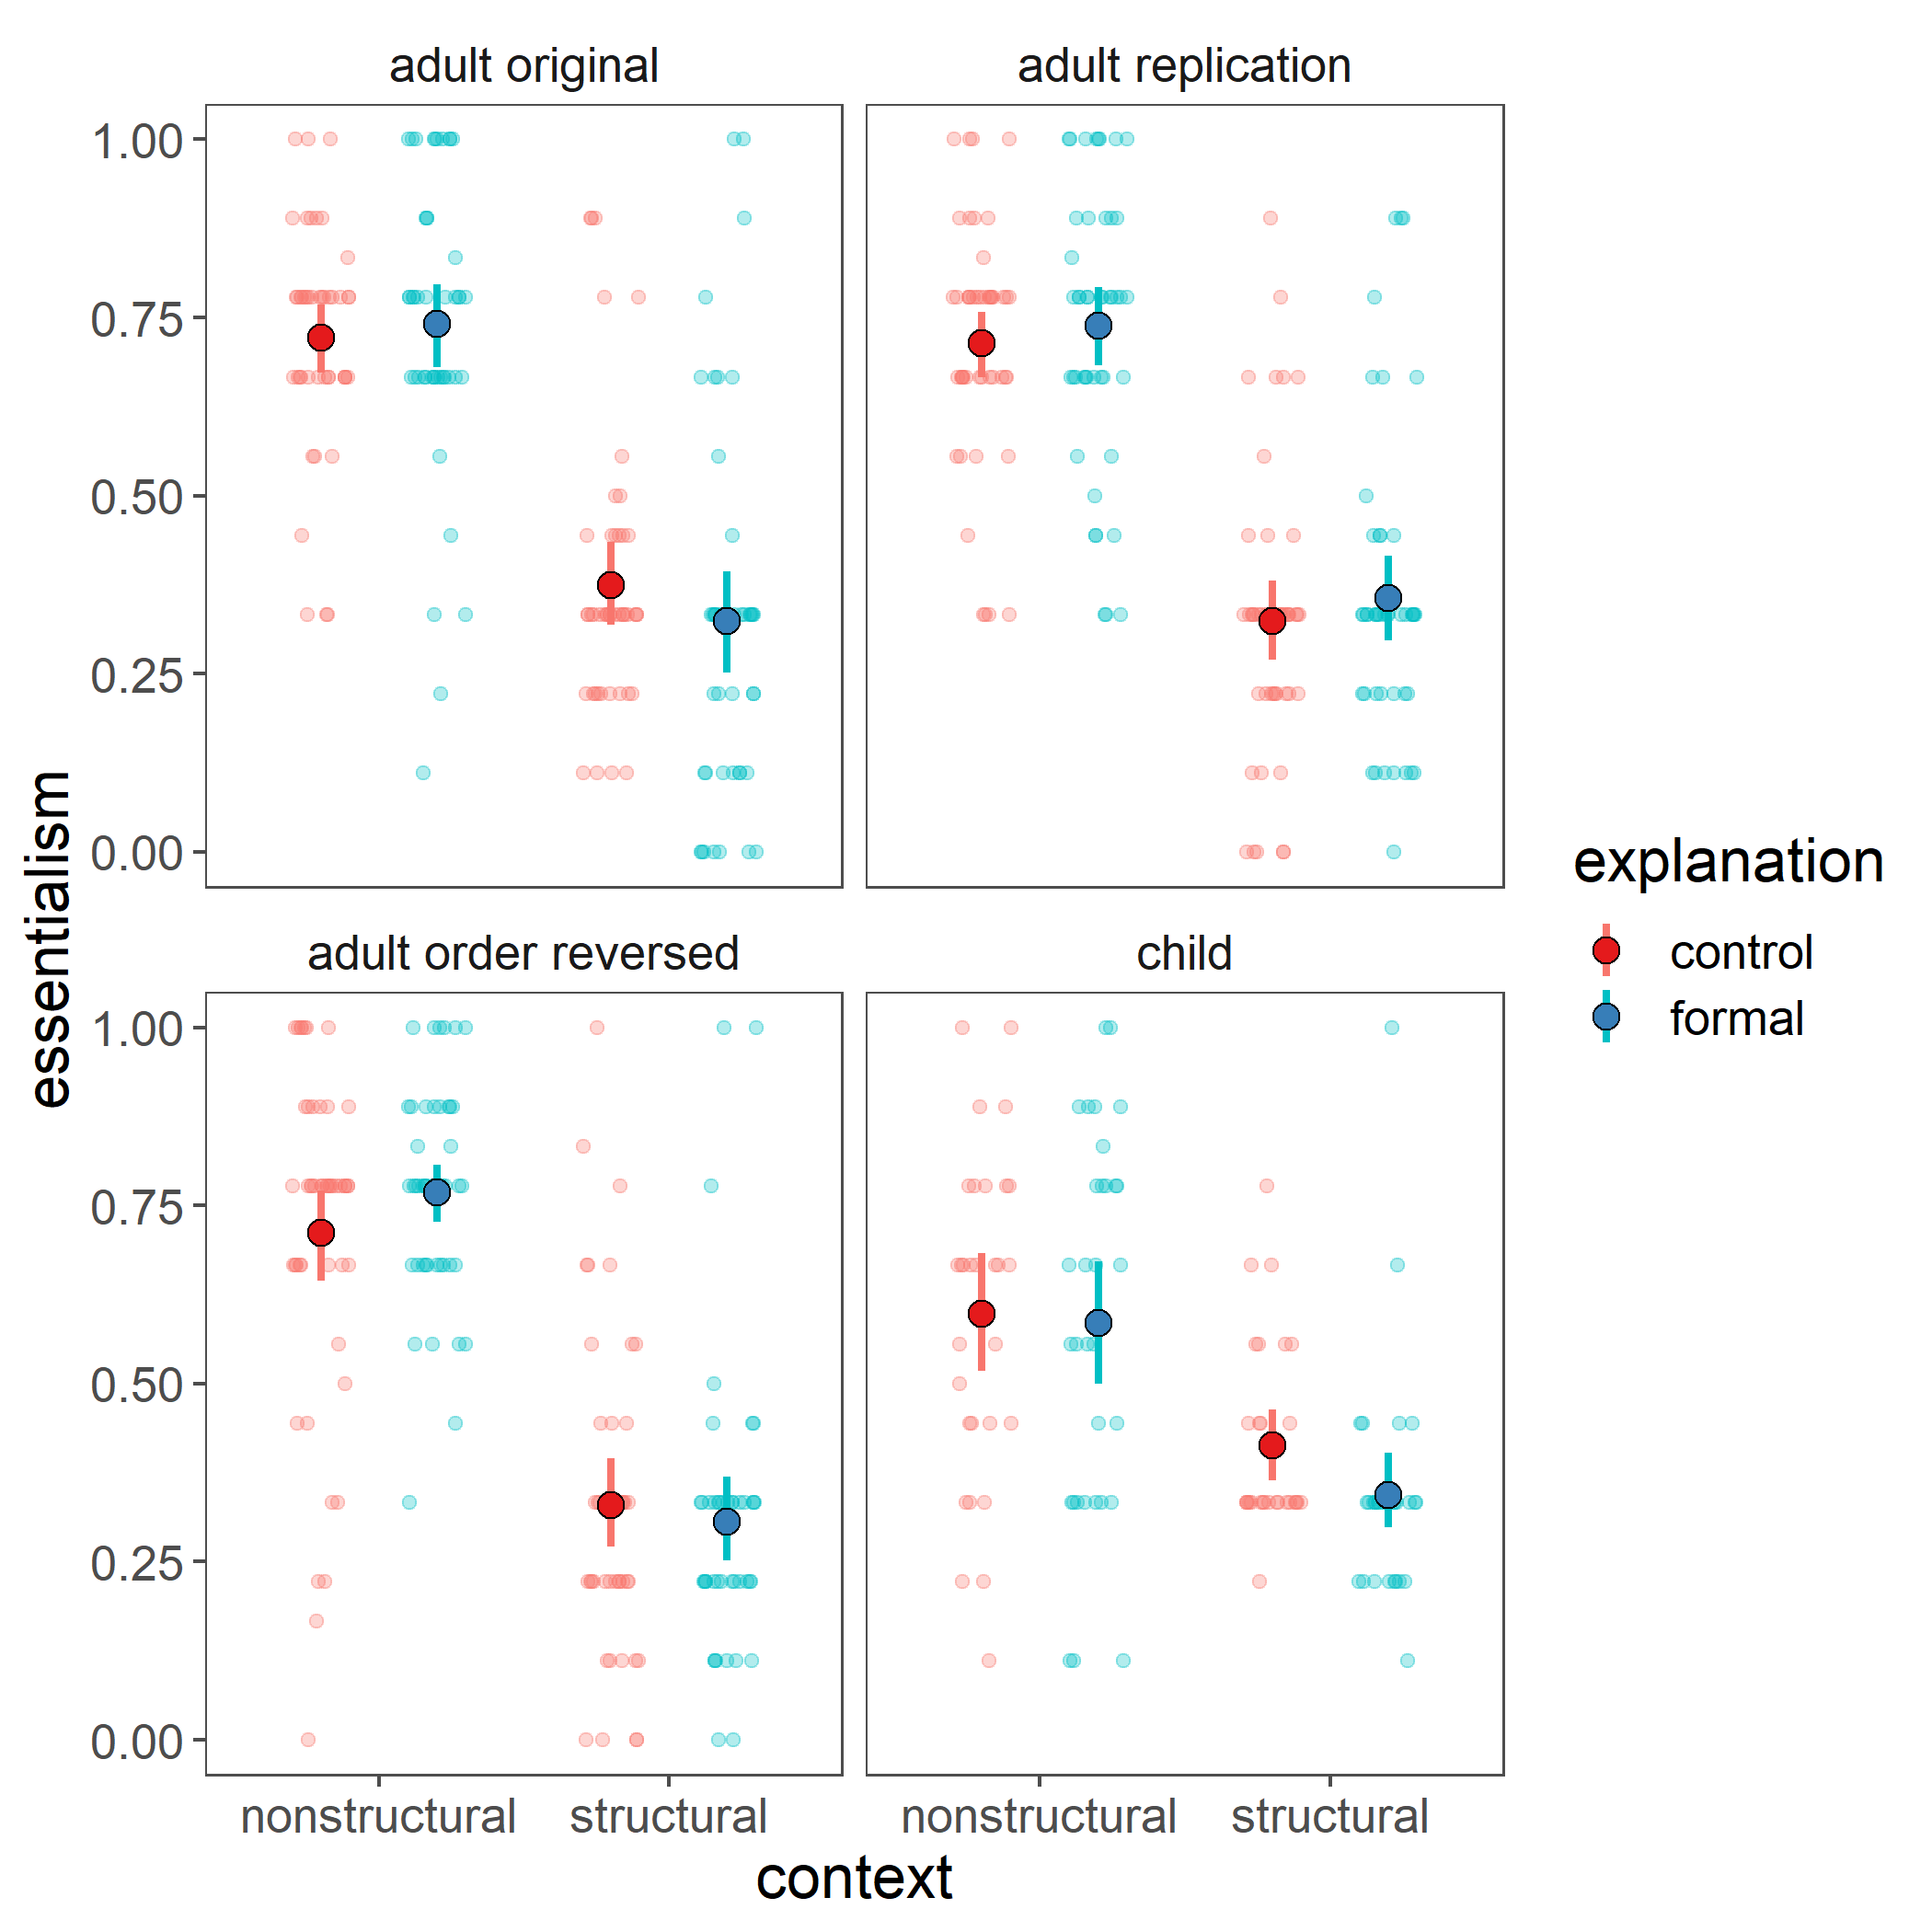 adult original
adult replication
1.00
0.75
0.50
0.25
0.00
essentialism
explanation
control
formal
adult order reversed
child
1.00
0.75
0.50
0.25
0.00
nonstructural
structural
nonstructural
structural
context